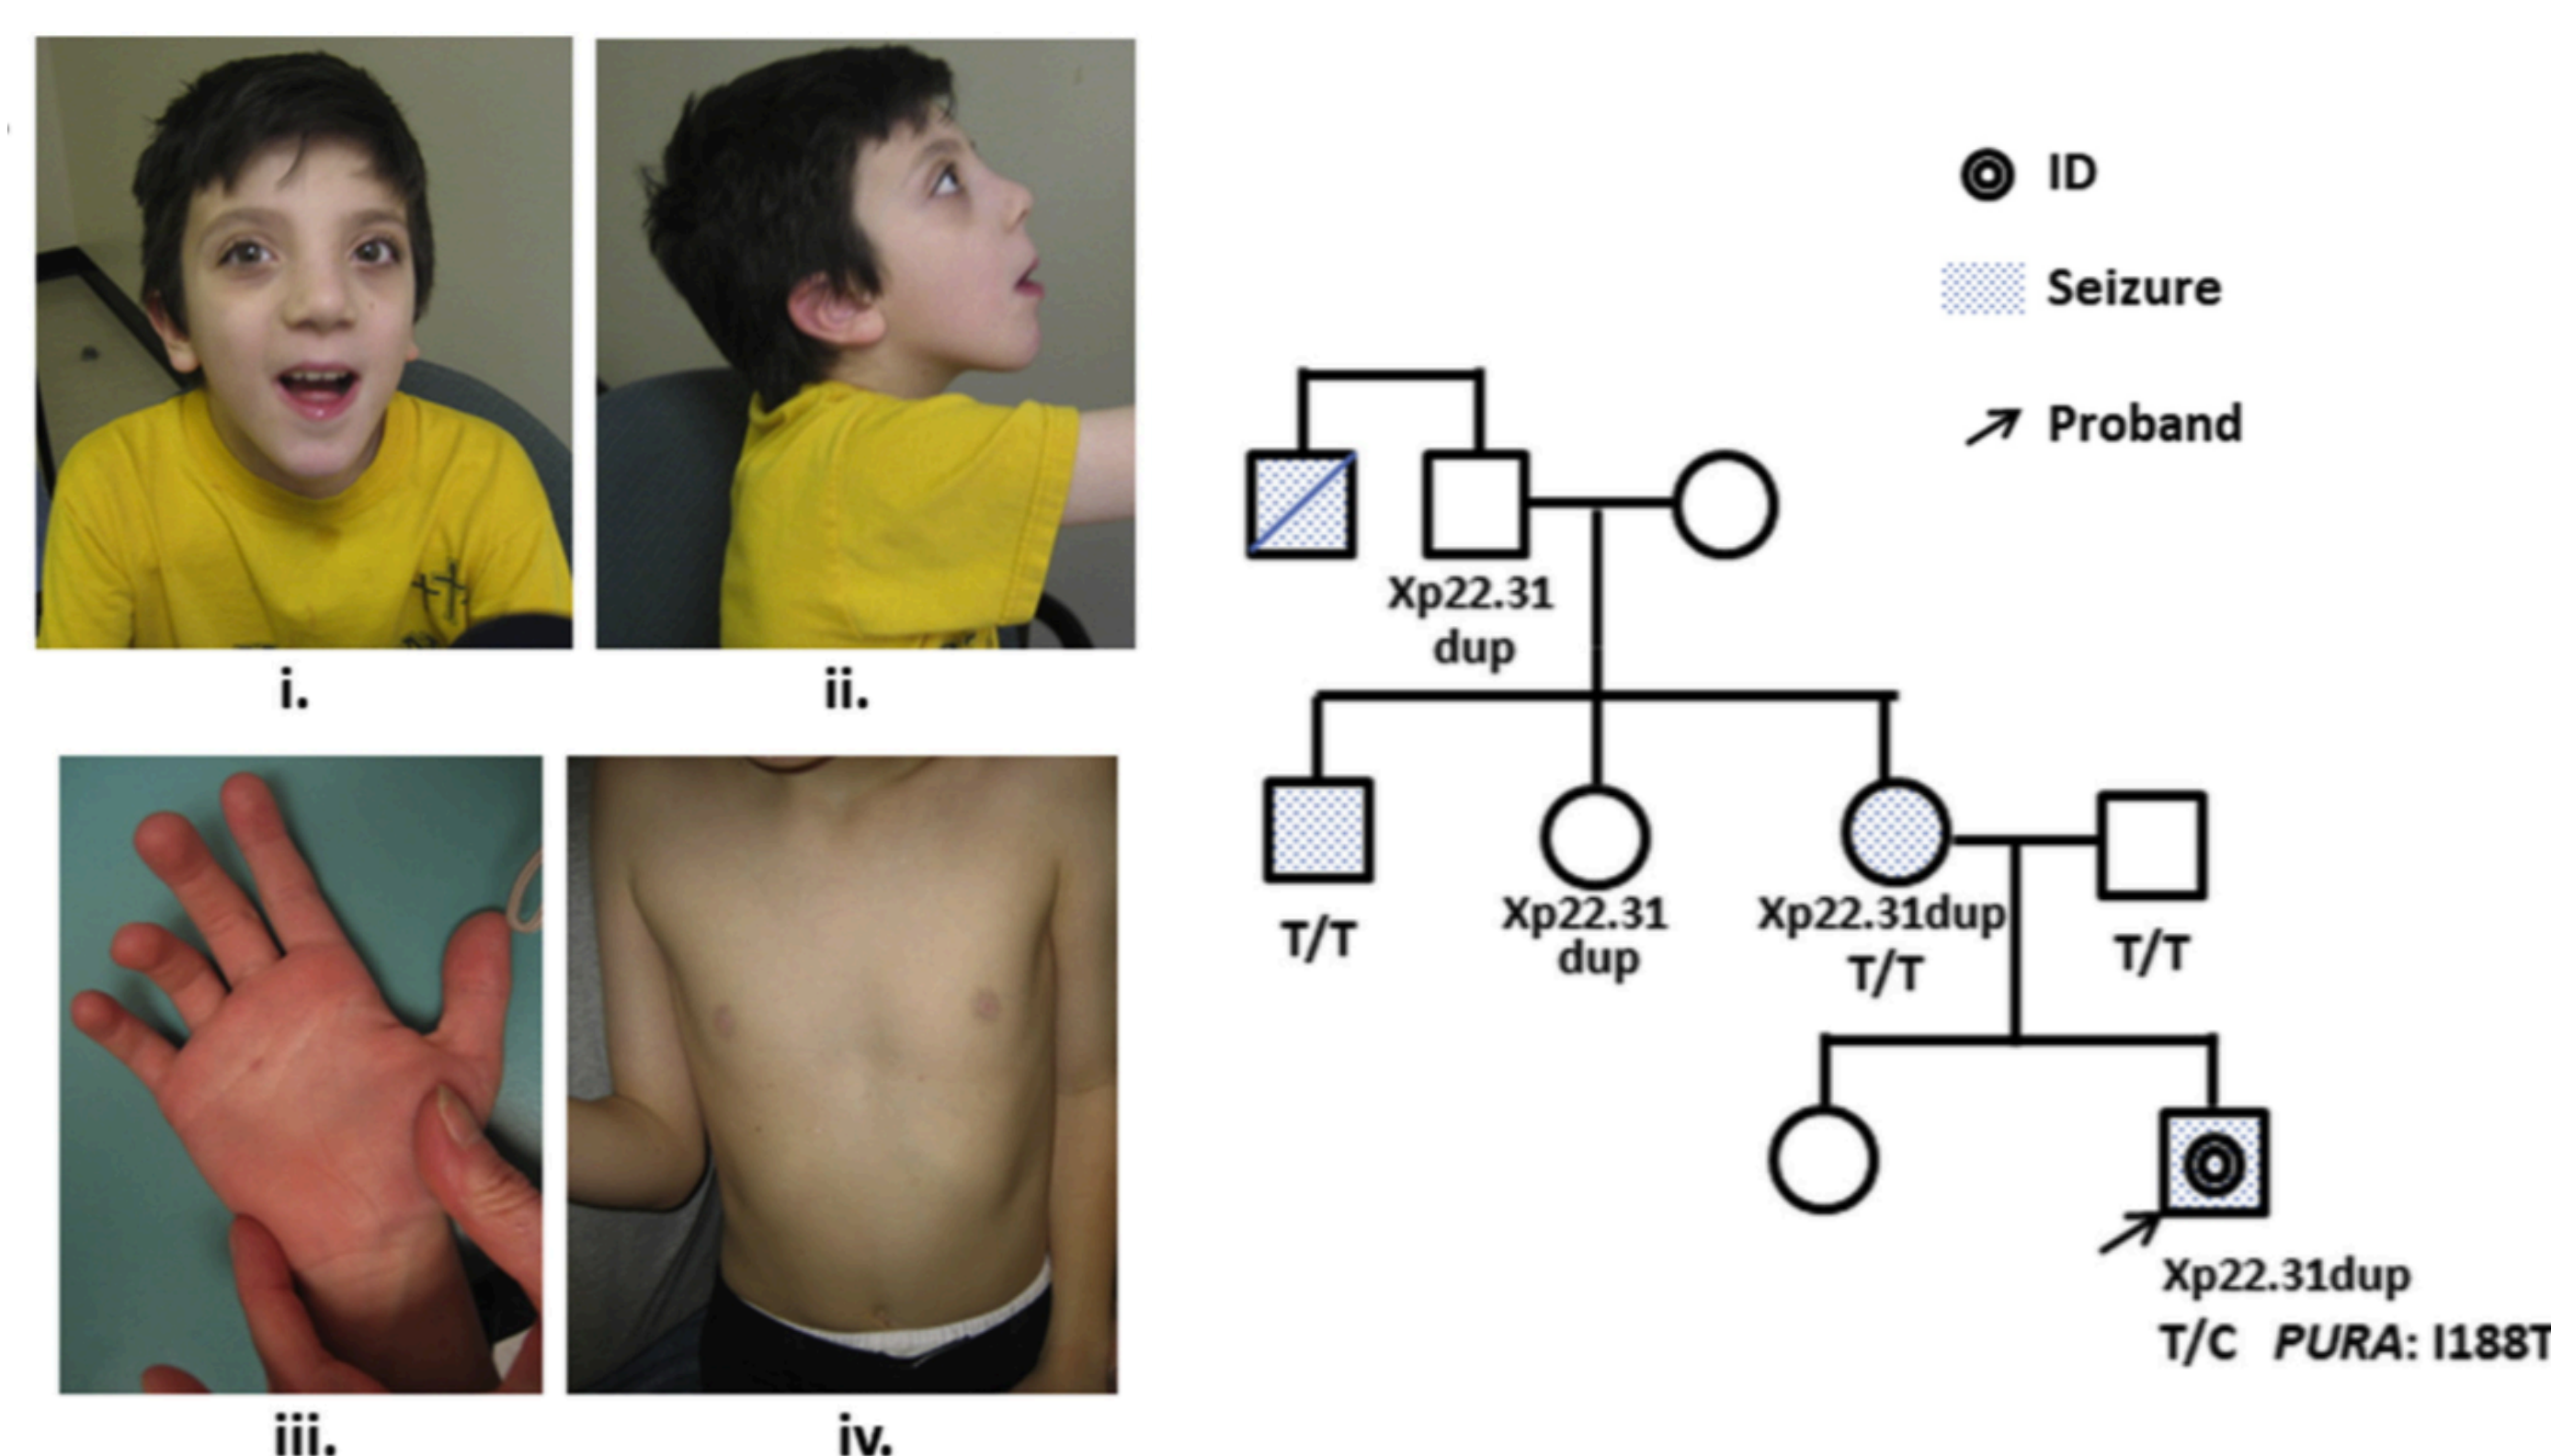 i.
ii.
iii.
iv.
ID
Seizure
Proband
Xp22.31
dup
T/T
Xp22.31
dup
Xp22.31dup
T/T
T/T
Xp22.31dup
T/C PURA: I188T